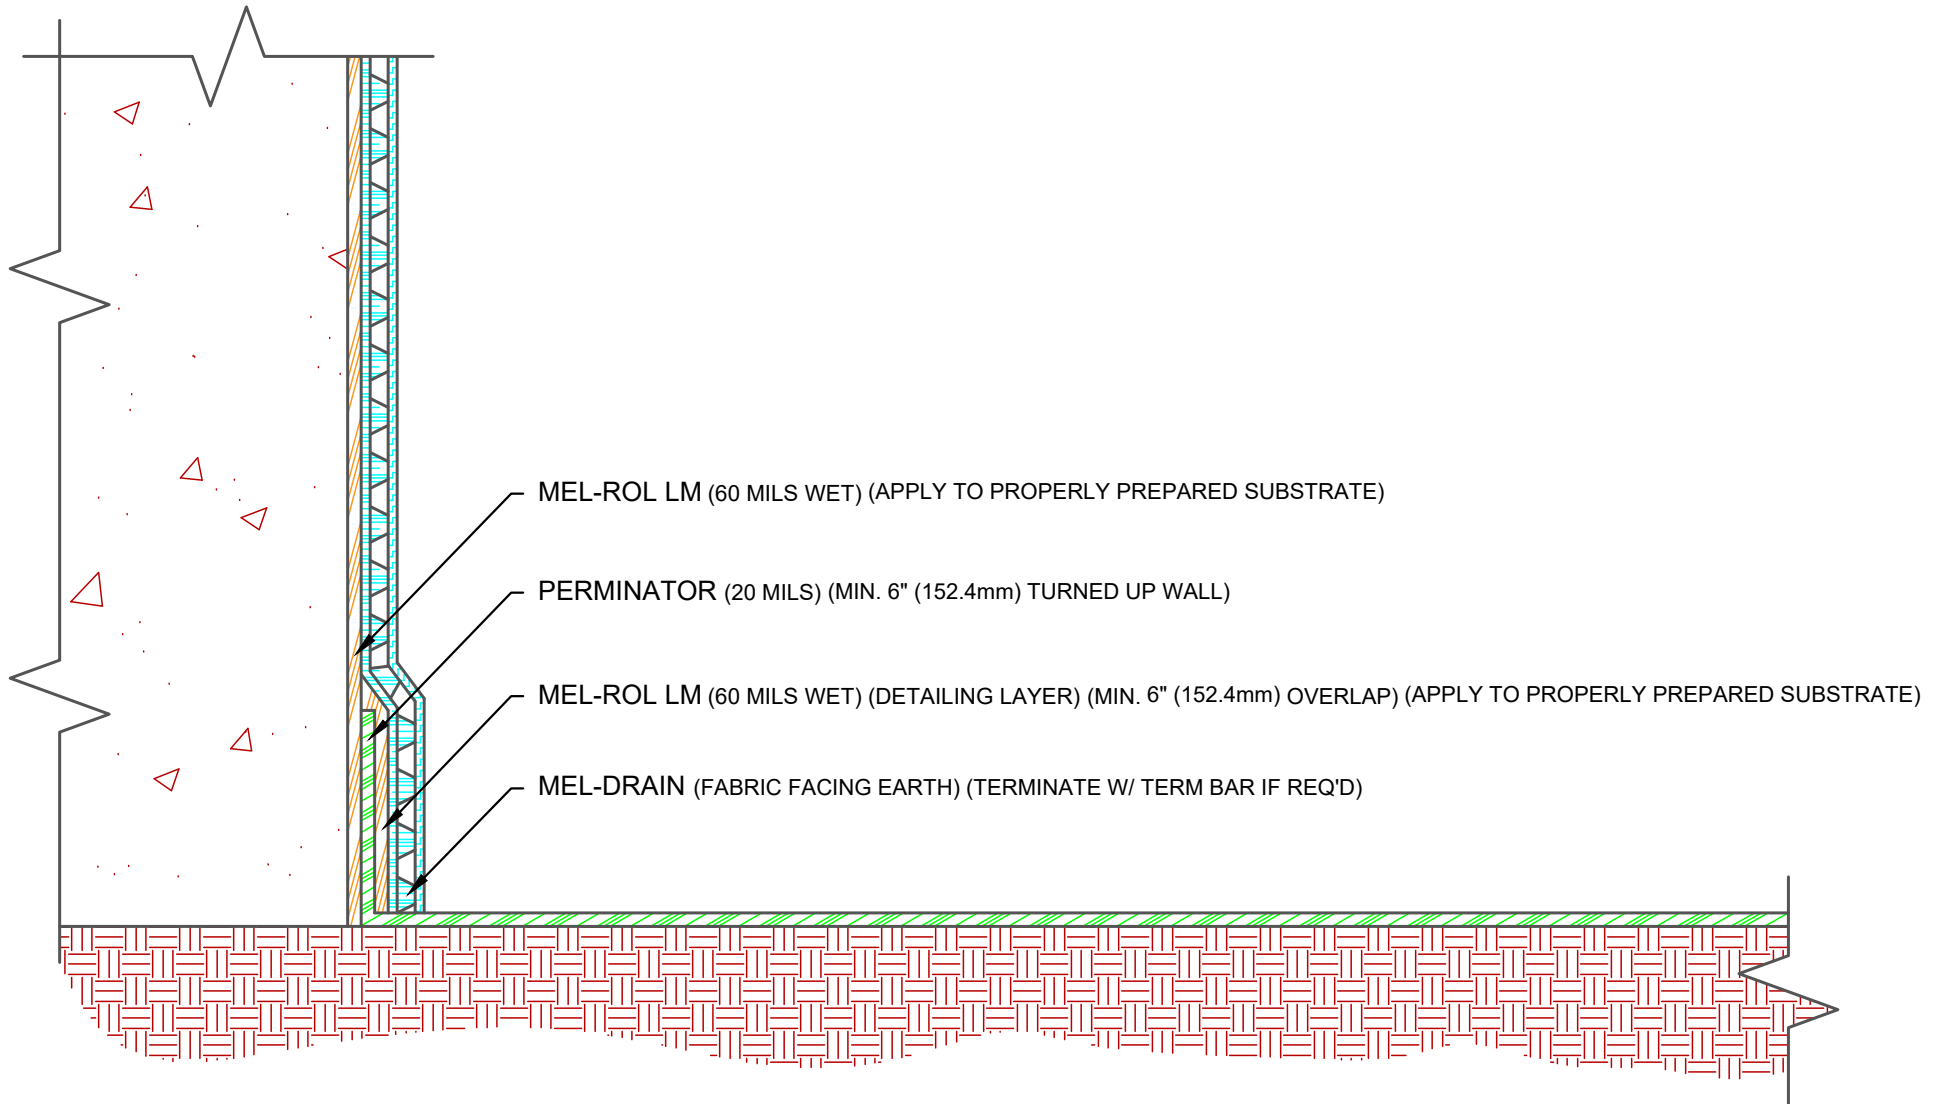 MEL-ROL LM (60 MILS WET) (APPLY TO PROPERLY PREPARED SUBSTRATE)
PERMINATOR (20 MILS) (MIN. 6" (152.4mm) TURNED UP WALL)
MEL-ROL LM (60 MILS WET) (DETAILING LAYER) (MIN. 6" (152.4mm) OVERLAP) (APPLY TO PROPERLY PREPARED SUBSTRATE)
MEL-DRAIN (FABRIC FACING EARTH) (TERMINATE W/ TERM BAR IF REQ'D)